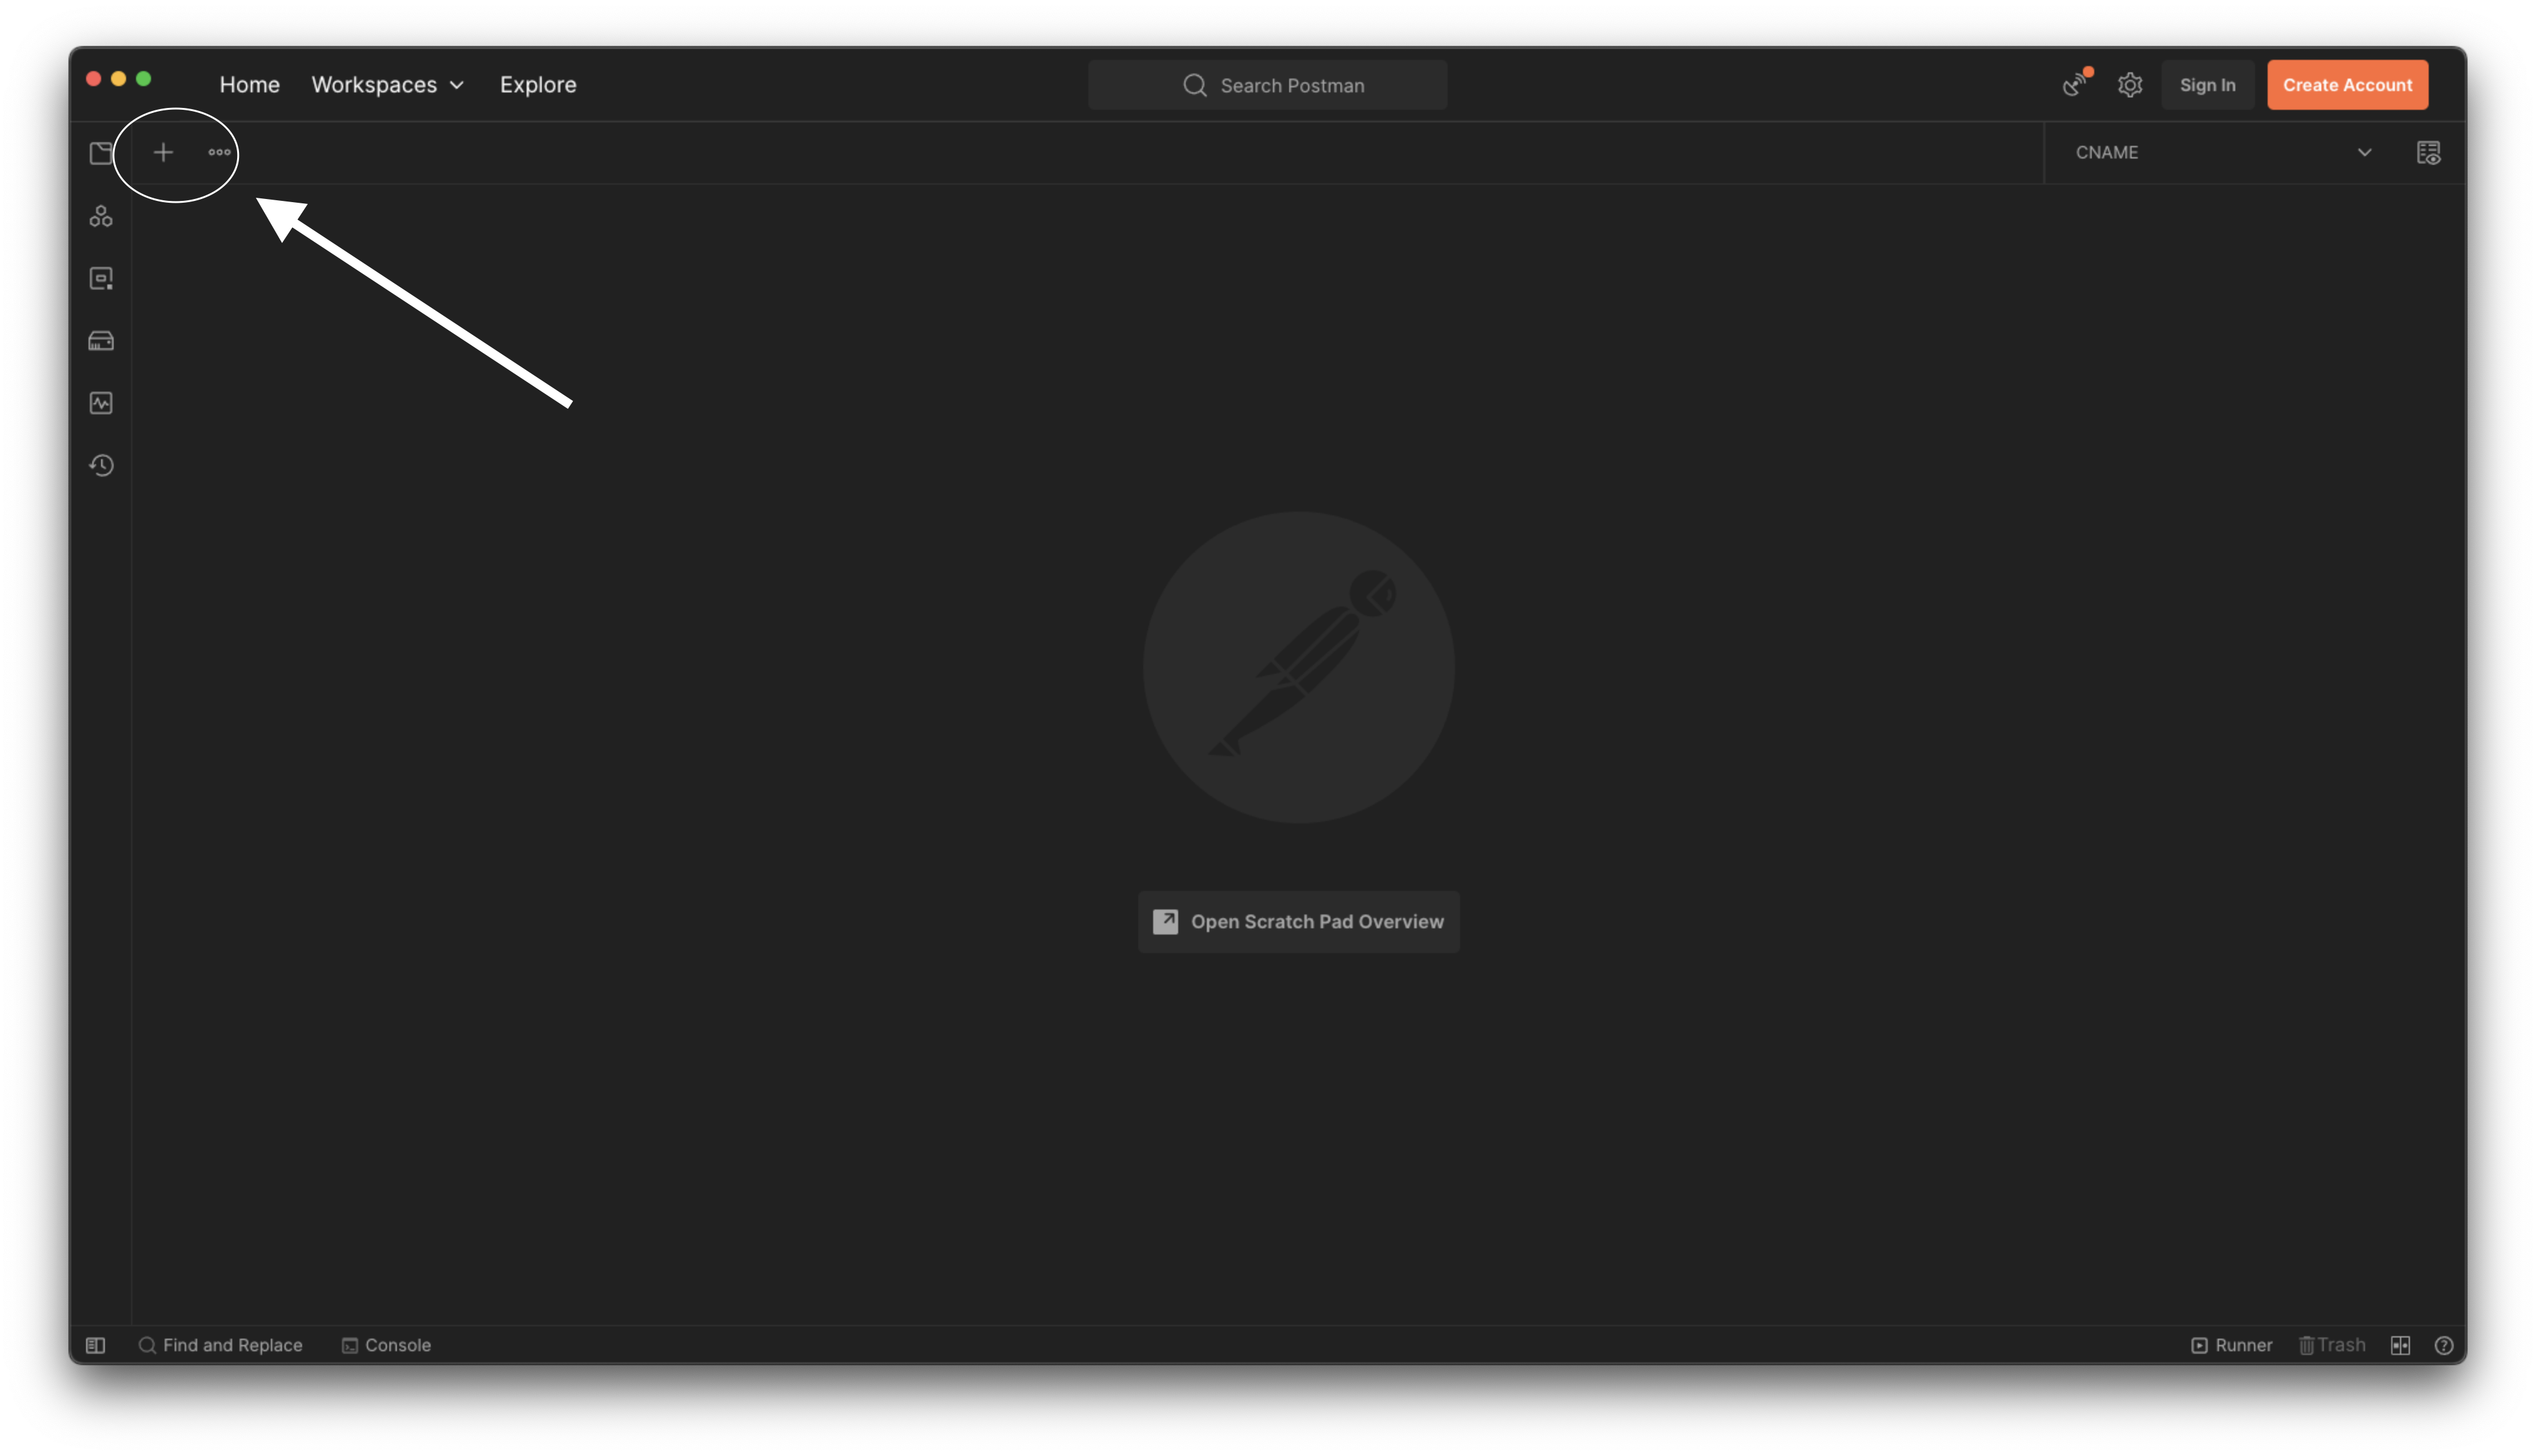 Home Workspaces Explore Search Postman Sign In Create Account
CNAME
Open Scratch Pad Overview
Find and Replace Console Runner Trash